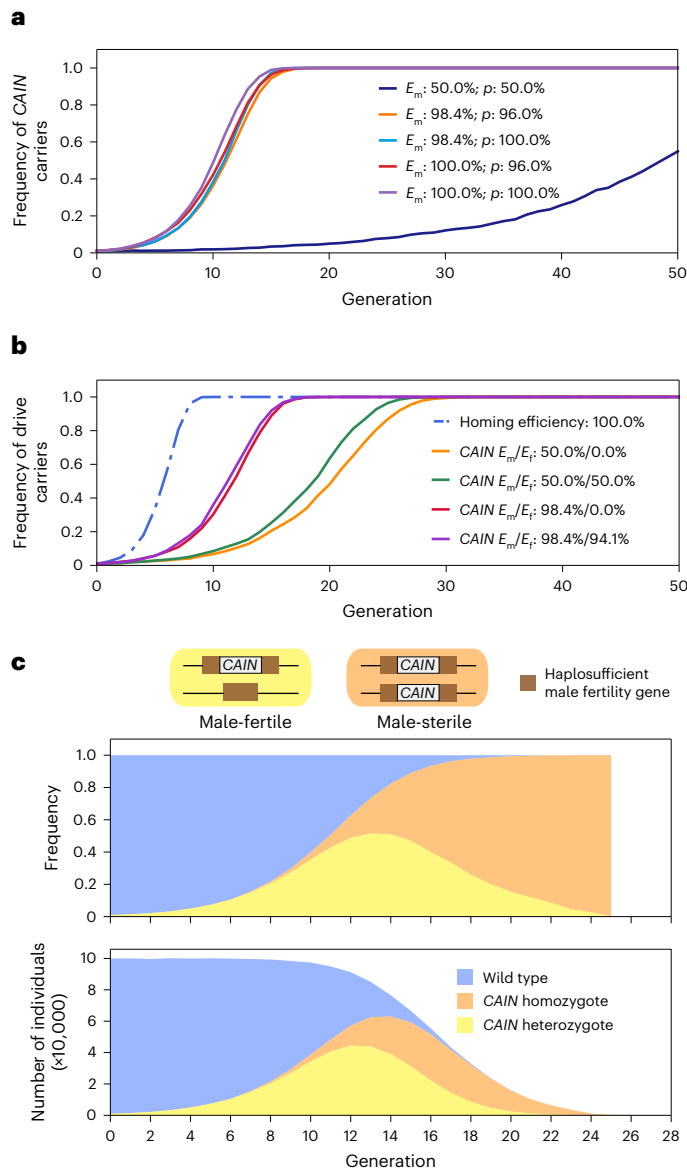 a
Frequency of CAIN
carriers
1.0
0.8
0.6
0.4
0.2
0
Em: 50.0%; p: 50.0%
Em: 98.4%; p: 96.0%
Em: 98.4%; p: 100.0%
Em: 100.0%; p: 96.0%
Em: 100.0%; p: 100.0%
0 10 20 30 40 50
Generation
b
Frequency of drive
carriers
1.0
0.8
0.6
0.4
0.2
0
Homing efficiency: 100.0%
CAIN Em/Ef: 50.0%/0.0%
CAIN Em/Ef: 50.0%/50.0%
CAIN Em/Ef: 98.4%/0.0%
CAIN Em/Ef: 98.4%/94.1%
0 10 20 30 40 50
Generation
c
CAIN
Male-fertile
CAIN
CAIN
Male-sterile
Haplosufficient
male fertility gene
Frequency
1.0
0.8
0.6
0.4
0.2
0
Number of individuals
(×10,000)
10
8
6
4
2
0
Wild type
CAIN homozygote
CAIN heterozygote
0 2 4 6 8 10 12 14 16 18 20 22 24 26 28
Generation